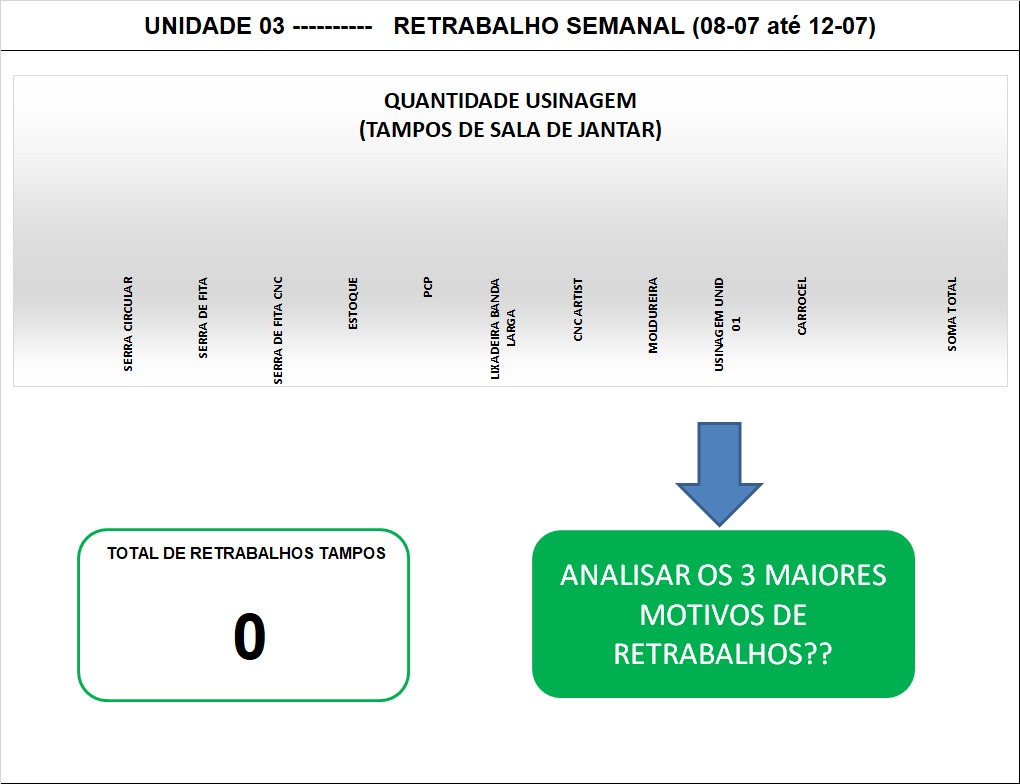 UNIDADE 03 ---------- RETRABALHO SEMANAL (08-07 até 12-07)
QUANTIDADE USINAGEM
(TAMPOS DE SALA DE JANTAR)
SERRA CIRCULAR
SERRA DE FITA
SERRA DE FITA CNC
ESTOQUE
PCP
LIXADEIRA BANDA
LARGA
CNC ARTIST
MOLDUREIRA
USINAGEM UNID
01
CARROCEL
SOMA TOTAL
TOTAL DE RETRABALHOS TAMPOS
0
ANALISAR OS 3 MAIORES
MOTIVOS DE
RETRABALHOS??